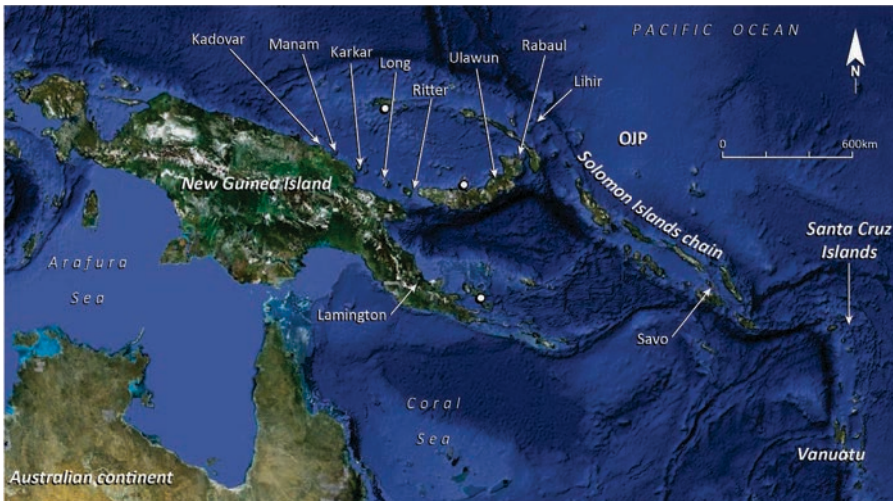 PACIFIC OCEAN
Kadovar
Manam
Karkar
Long
Ritter
Ulawun
Rabaul
Lihir
N
OJP
0
600km
New Guinea Island
Solomon Islands chain
Santa Cruz
Islands
Arafura
Sea
Lamington
Savo
Coral
Sea
Vanuatu
Australian continent